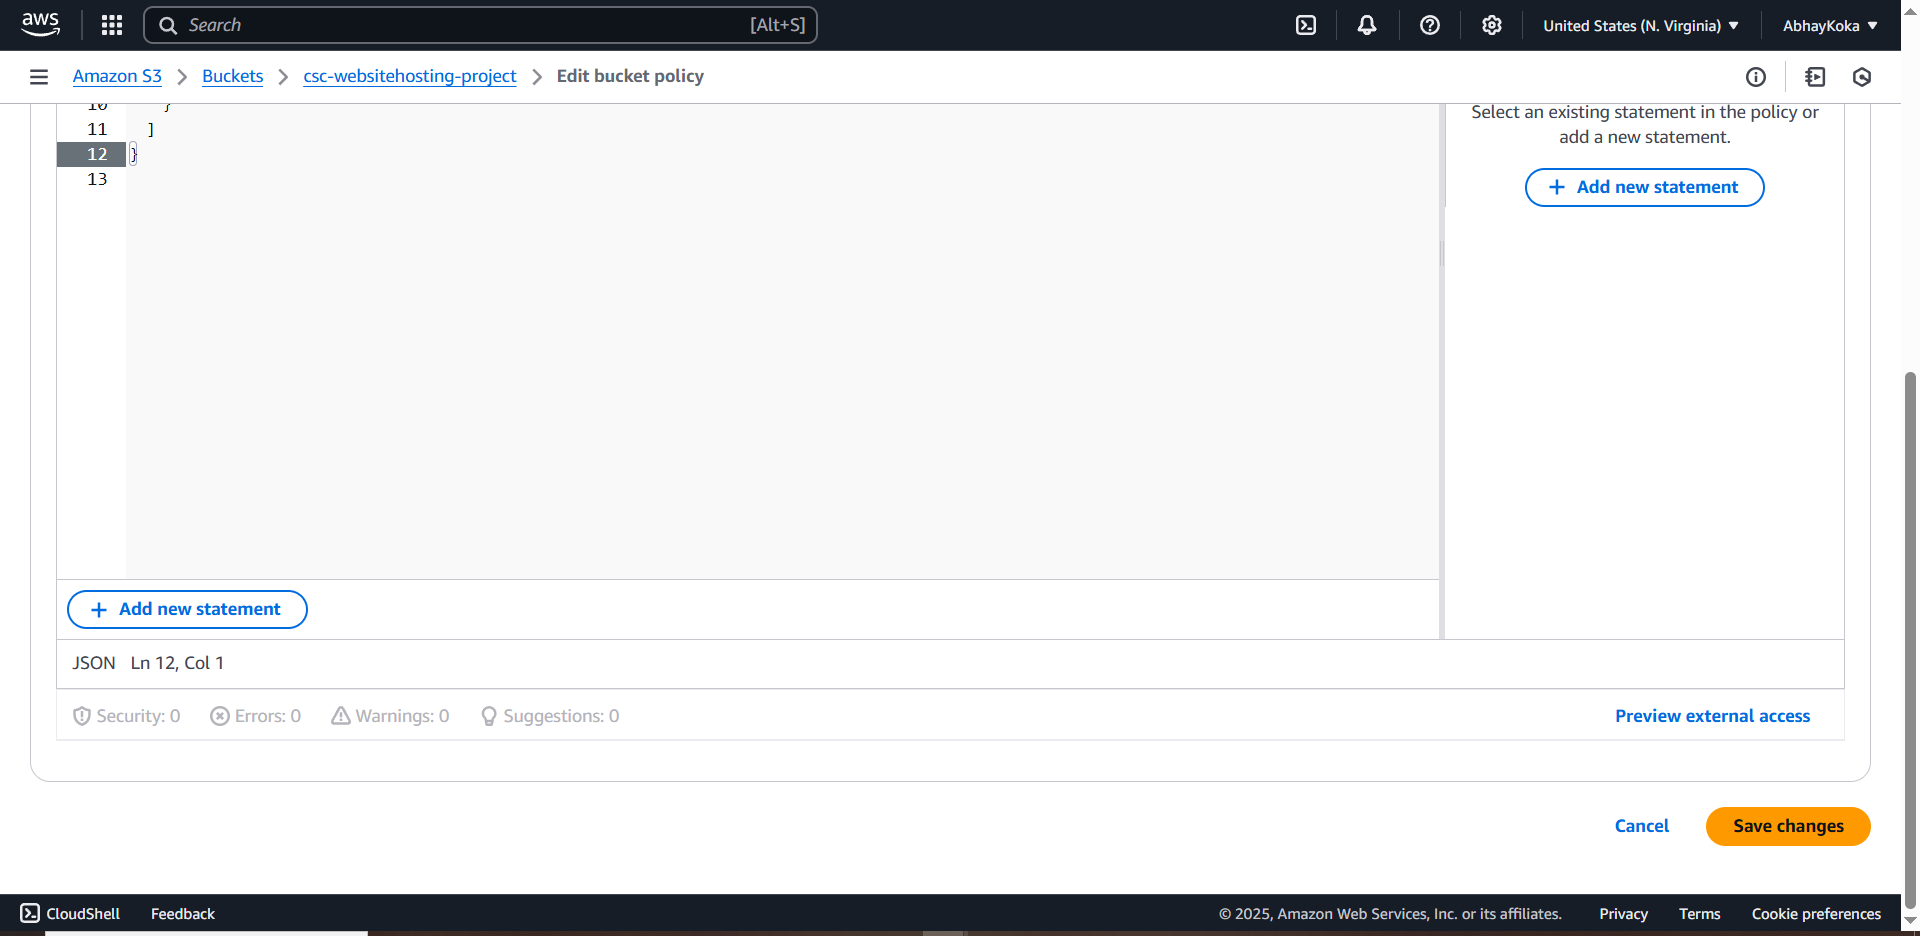 aws
Search [Alt+S]
United States (N. Virginia)
AbhayKoka
Amazon S3 > Buckets > csc-websitehosting-project > Edit bucket policy
10 }
11 ]
12 }
13
Select an existing statement in the policy or
add a new statement.
+ Add new statement
+ Add new statement
JSON Ln 12, Col 1
Security: 0 Errors: 0 Warnings: 0 Suggestions: 0
Preview external access
Cancel
Save changes
CloudShell Feedback
© 2025, Amazon Web Services, Inc. or its affiliates. Privacy Terms Cookie preferences